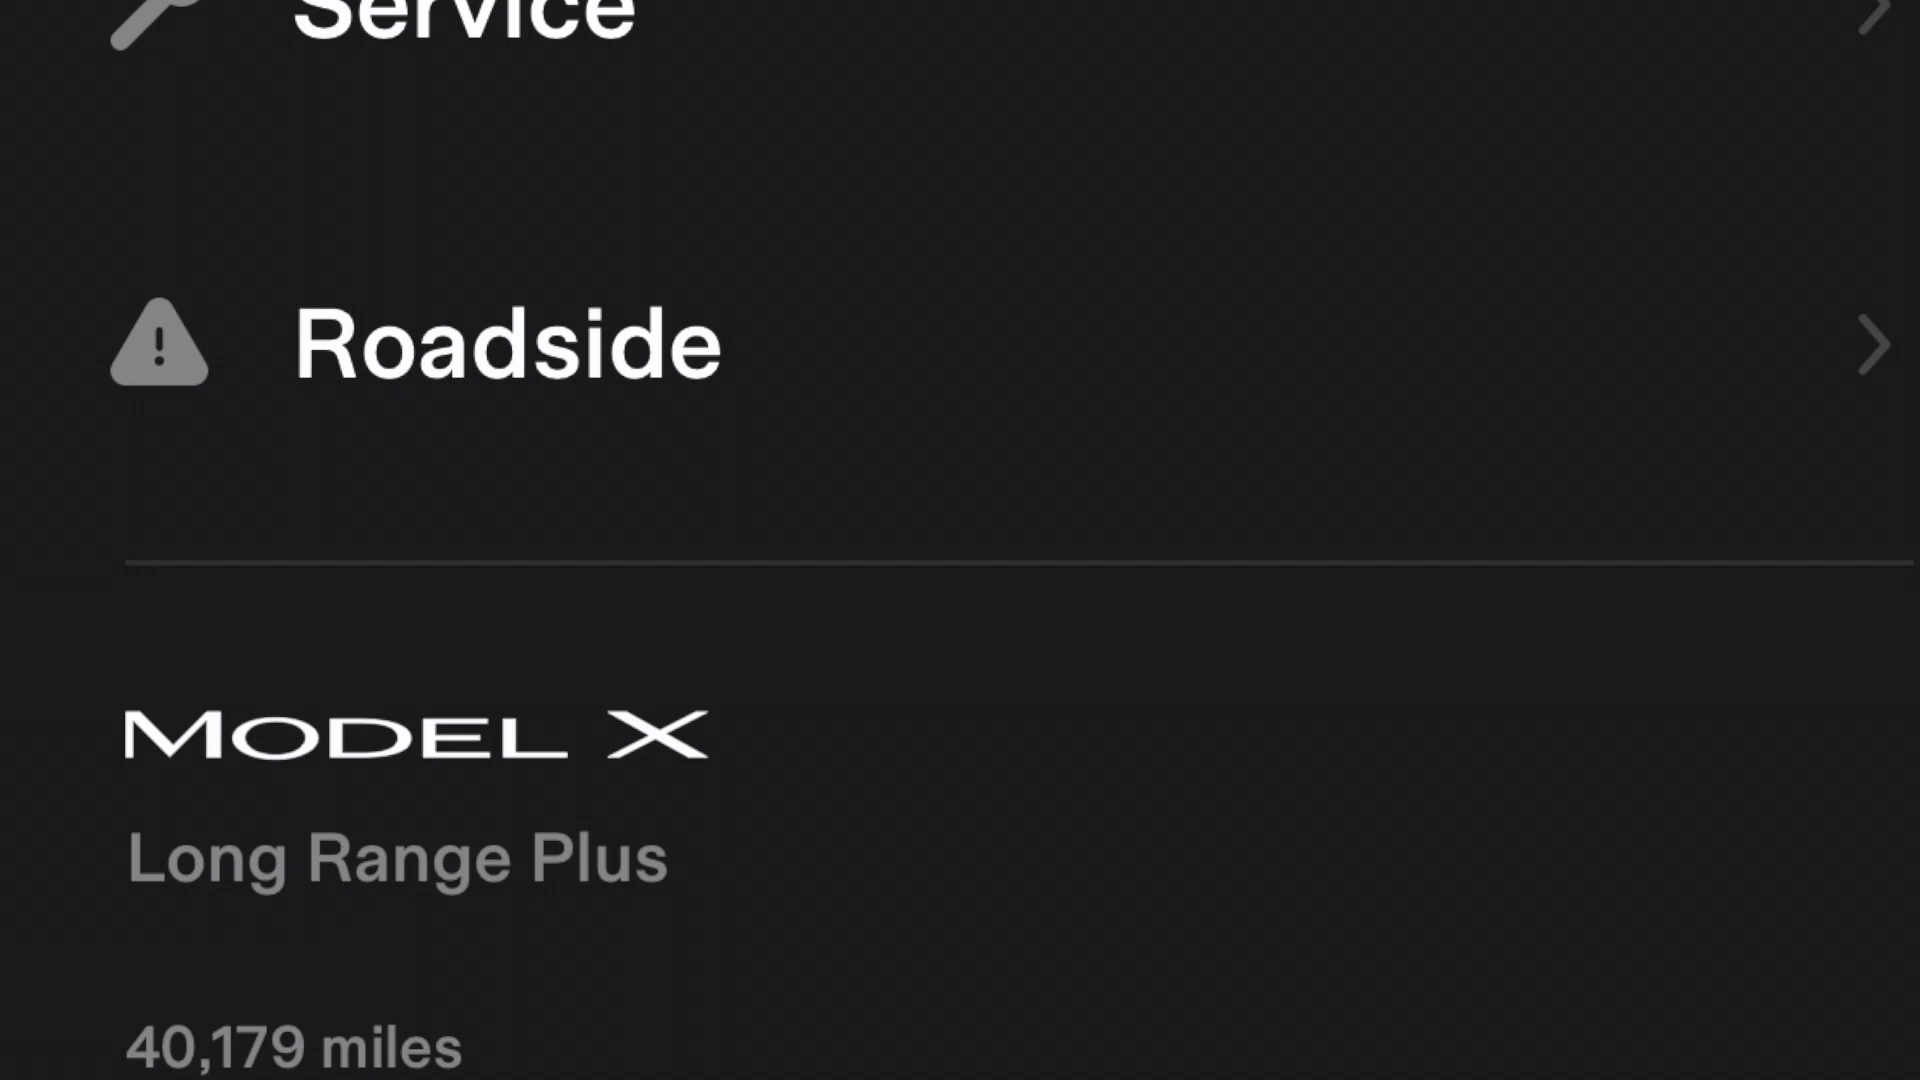 Service
Roadside
MODEL X
Long Range Plus
40,179 miles